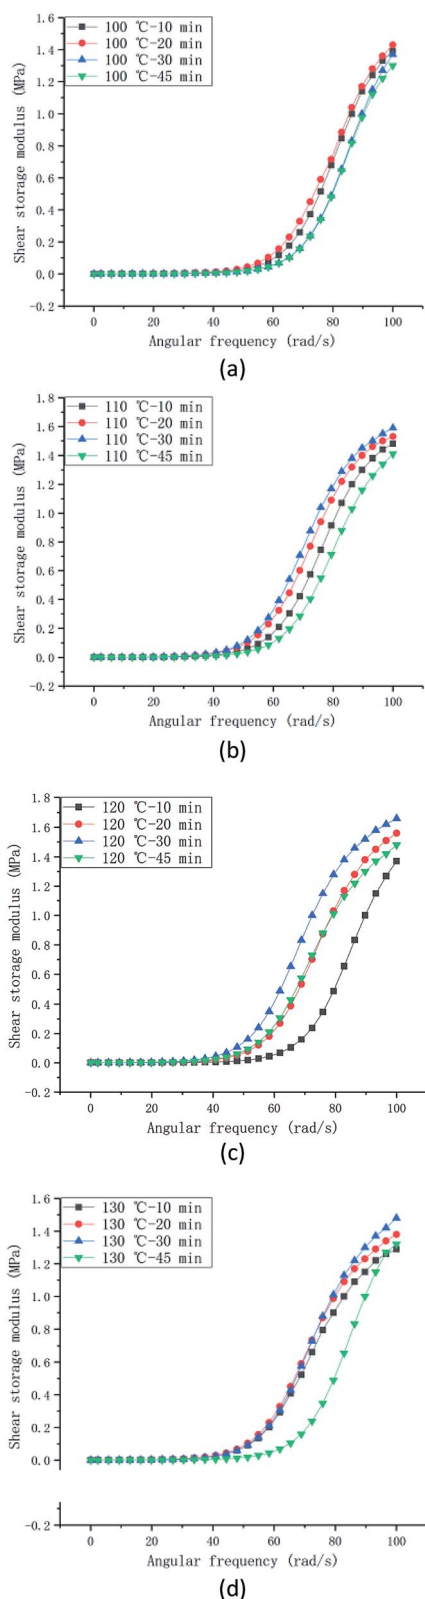 1.6
100 ℃-10 min
100 ℃-20 min
100 ℃-30 min
100 ℃-45 min
1.4
1.2
1.0
0.8
0.6
0.4
0.2
0.0
-0.2
Shear storage modulus (MPa)
0 20 40 60 80 100
Angular frequency (rad/s)
(a)
1.8
110 ℃-10 min
110 ℃-20 min
110 ℃-30 min
110 ℃-45 min
1.6
1.4
1.2
1.0
0.8
0.6
0.4
0.2
0.0
-0.2
Shear storage modulus (MPa)
0 20 40 60 80 100
Angular frequency (rad/s)
(b)
1.8
120 ℃-10 min
120 ℃-20 min
120 ℃-30 min
120 ℃-45 min
1.6
1.4
1.2
1.0
0.8
0.6
0.4
0.2
0.0
-0.2
Shear storage modulus (MPa)
0 20 40 60 80 100
Angular frequency (rad/s)
(c)
1.6
130 ℃-10 min
130 ℃-20 min
130 ℃-30 min
130 ℃-45 min
1.4
1.2
1.0
0.8
0.6
0.4
0.2
0.0
-0.2
Shear storage modulus (MPa)
0 20 40 60 80 100
Angular frequency (rad/s)
(d)